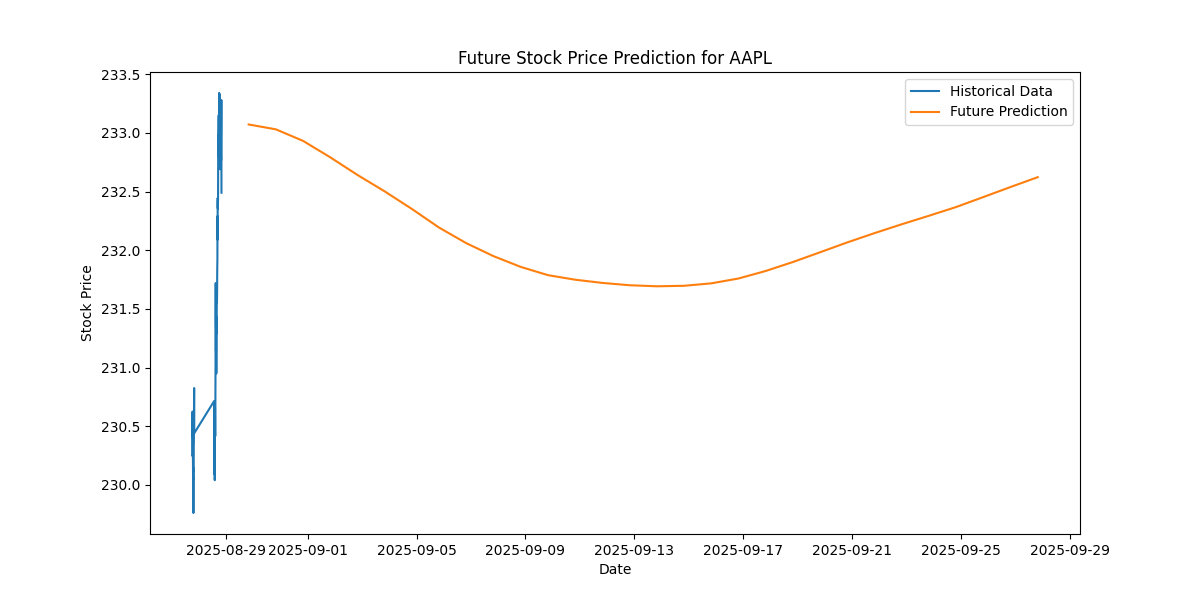 Future Stock Price Prediction for AAPL
233.5
233.0
232.5
232.0
231.5
231.0
230.5
230.0
Stock Price
Historical Data
Future Prediction
2025-08-29 2025-09-01 2025-09-05 2025-09-09 2025-09-13 2025-09-17 2025-09-21 2025-09-25 2025-09-29
Date